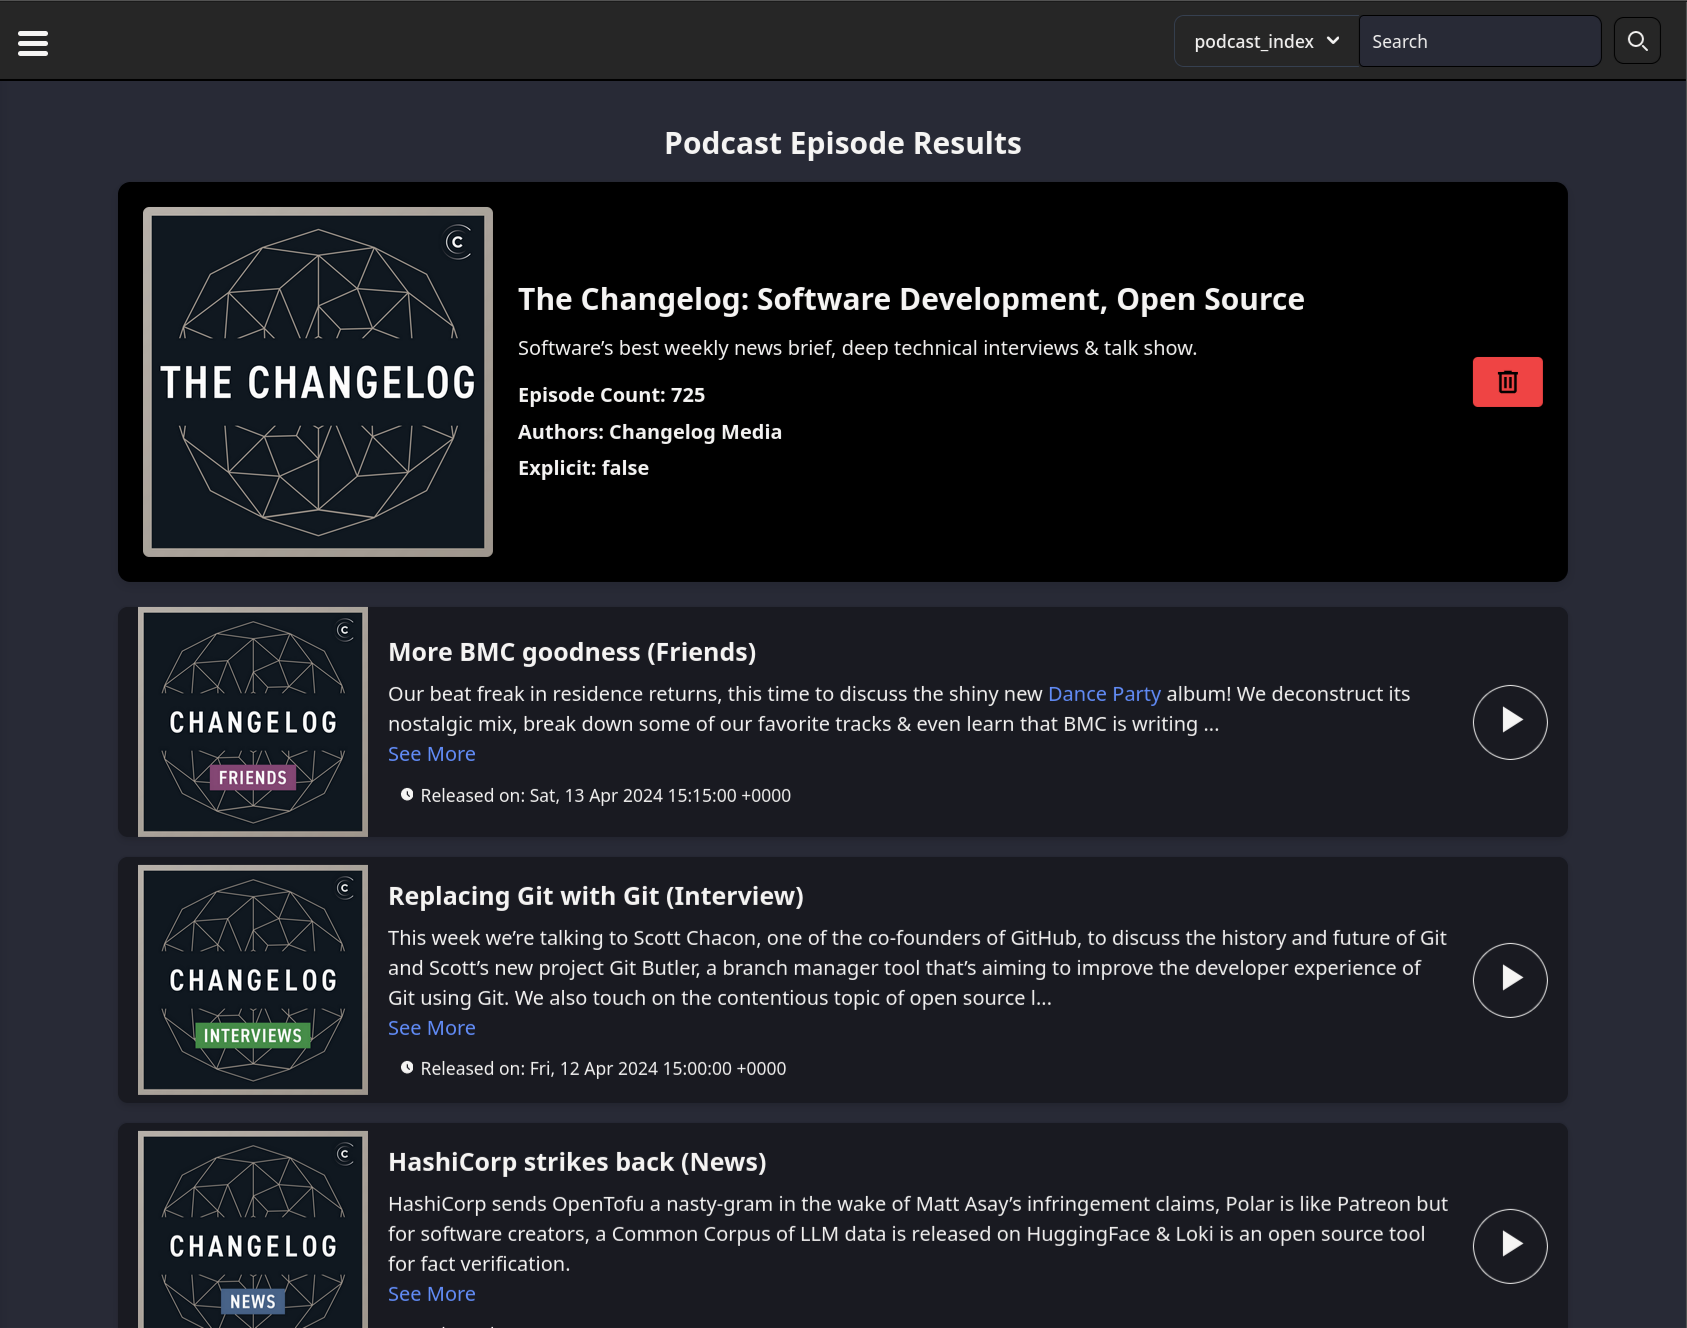 podcast_index
Search
Podcast Episode Results
C
THE CHANGELOG
The Changelog: Software Development, Open Source
Software’s best weekly news brief, deep technical interviews & talk show.
Episode Count: 725
Authors: Changelog Media
Explicit: false
C
CHANGELOG
FRIENDS
More BMC goodness (Friends)
Our beat freak in residence returns, this time to discuss the shiny new Dance Party album! We deconstruct its
nostalgic mix, break down some of our favorite tracks & even learn that BMC is writing ...
See More
Released on: Sat, 13 Apr 2024 15:15:00 +0000
C
CHANGELOG
INTERVIEWS
Replacing Git with Git (Interview)
This week we’re talking to Scott Chacon, one of the co-founders of GitHub, to discuss the history and future of Git
and Scott’s new project Git Butler, a branch manager tool that’s aiming to improve the developer experience of
Git using Git. We also touch on the contentious topic of open source l...
See More
Released on: Fri, 12 Apr 2024 15:00:00 +0000
C
CHANGELOG
NEWS
HashiCorp strikes back (News)
HashiCorp sends OpenTofu a nasty-gram in the wake of Matt Asay’s infringement claims, Polar is like Patreon but
for software creators, a Common Corpus of LLM data is released on HuggingFace & Loki is an open source tool
for fact verification.
See More